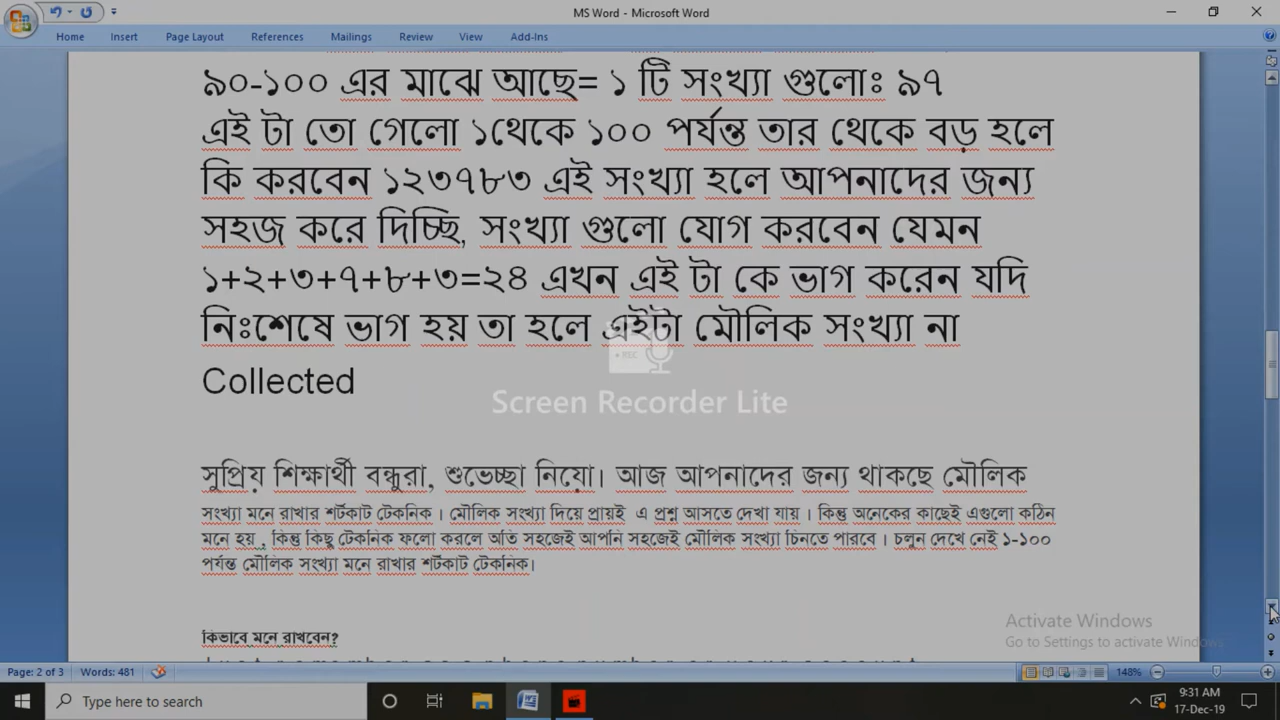 MS Word - Microsoft Word
Home Insert Page Layout References Mailings Review View Add-Ins
৯০-১০০ এর মাঝে আছে= ১ টি সংখ্যা গুলোঃ ৯৭
এই টা তো গেলো ১থেকে ১০০ পর্যন্ত তার থেকে বড় হলে
কি করবেন ১২৩৭৮৩ এই সংখ্যা হলে আপনাদের জন্য
সহজ করে দিচ্ছি, সংখ্যা গুলো যোগ করবেন যেমন
১+২+৩+৭+৮+৩=২৪ এখন এই টা কে ভাগ করেন যদি
নিঃশেষে ভাগ হয় তা হলে এইটা মৌলিক সংখ্যা না
REC
Collected
Screen Recorder Lite
সুপ্রিয় শিক্ষার্থী বন্ধুরা, শুভেচ্ছা নিয়ো। আজ আপনাদের জন্য থাকছে মৌলিক
সংখ্যা মনে রাখার শর্টকাট টেকনিক । মৌলিক সংখ্যা দিয়ে প্রায়ই এ প্রশ্ন আসতে দেখা যায় । কিন্তু অনেকের কাছেই এগুলো কঠিন
মনে হয় , কিন্তু কিছু টেকনিক ফলো করলে অতি সহজেই আপনি সহজেই মৌলিক সংখ্যা চিনতে পারবে । চলুন দেখে নেই ১-১০০
পর্যন্ত মৌলিক সংখ্যা মনে রাখার শর্টকাট টেকনিক।
Activate Windows
Go to Settings to activate Windows.
কিভাবে মনে রাখবেন?
Page: 2 of 3 Words: 481 148%
Type here to search
9:31 AM
17-Dec-19